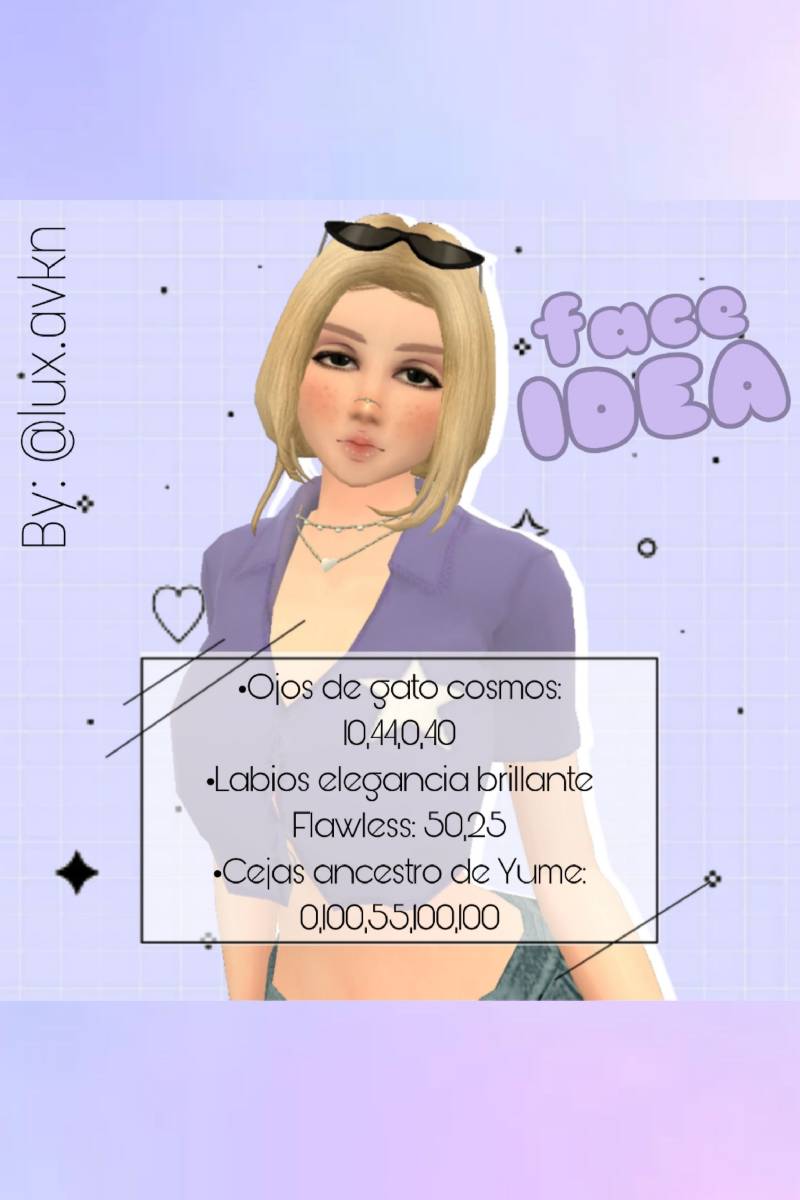 By: @lux.avkn
face
IDEA
•Ojos de gato cosmos:
10,44,0,40
•Labios elegancia brillante
Flawless: 50,25
•Cejas ancestro de Yume:
0,100,55,100,100